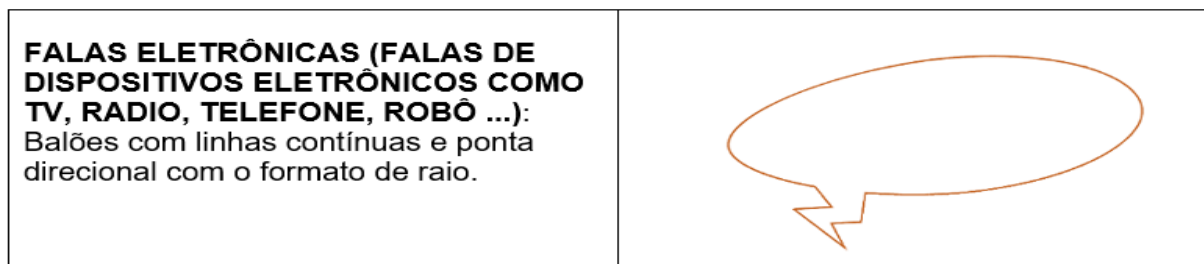 FALAS ELETRÔNICAS (FALAS DE
DISPOSITIVOS ELETRÔNICOS COMO
TV, RADIO, TELEFONE, ROBÔ ...):
Balões com linhas contínuas e ponta
direcional com o formato de raio.